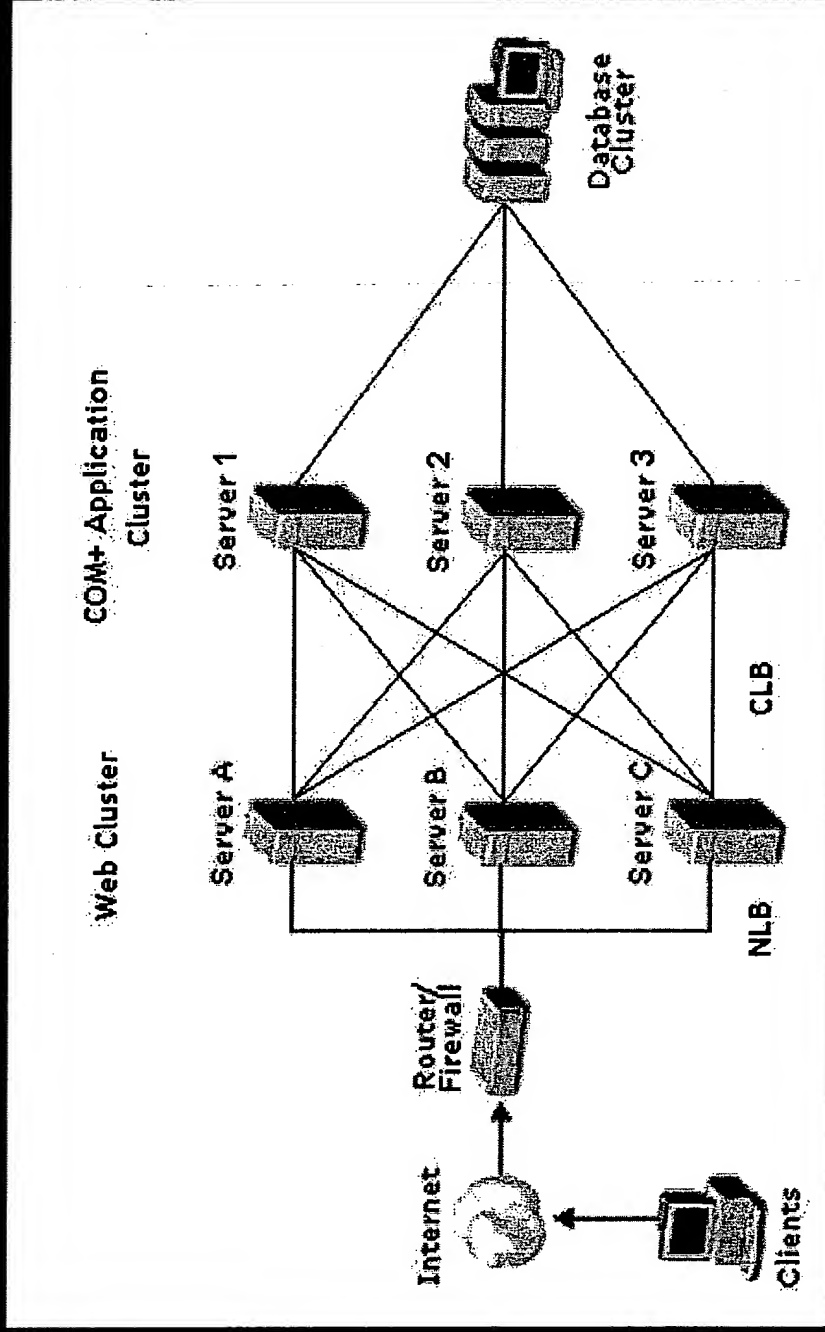 Web Cluster
COM+ Application
Cluster
Server A
Server 1
Internet
Router/
Firewall
Server B
Server 2
Database
Cluster
Clients
Server C
Server 3
NLB
CLB